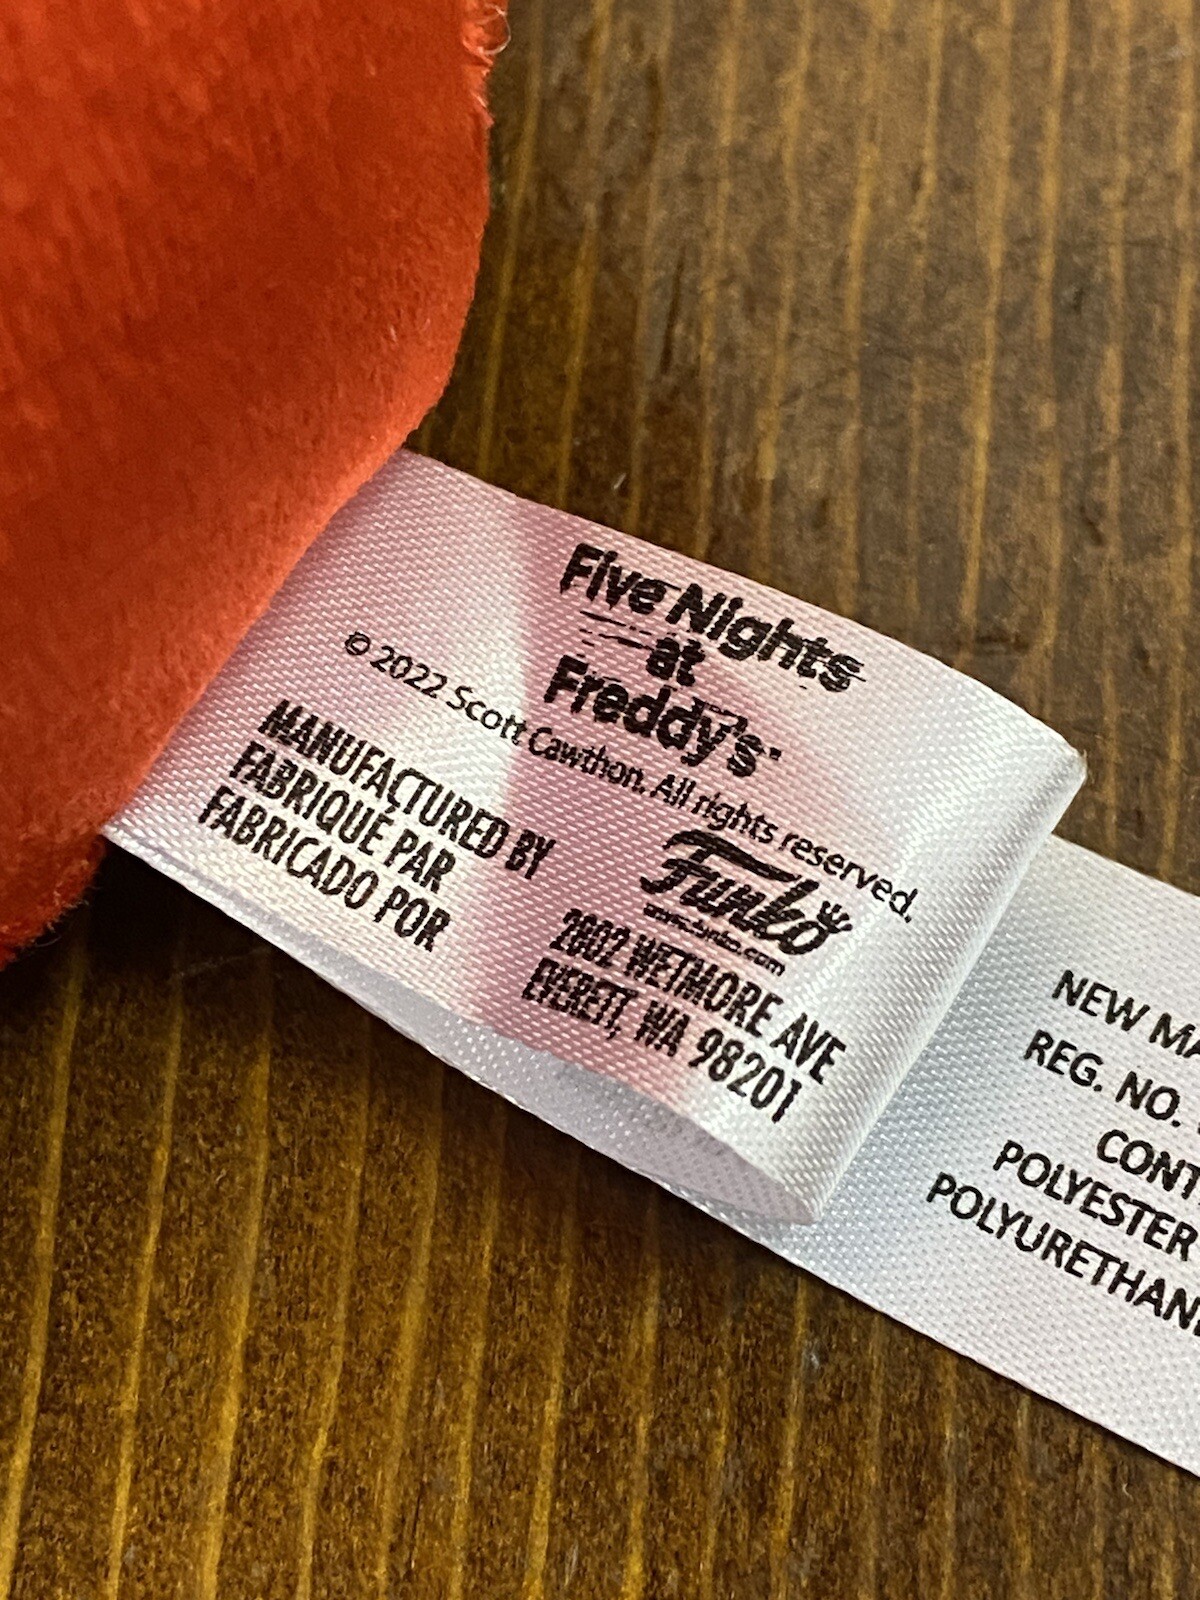 Five Nights
at
Freddy's
© 2022 Scott Cawthon. All rights reserved.
MANUFACTURED BY
FABRIQUÉ PAR
FABRICADO POR
Funko
www.funko.com
2802 WETMORE AVE
EVERETT, WA 98201
NEW MA
REG. NO.
CONT
POLYESTER
POLYURETHAN